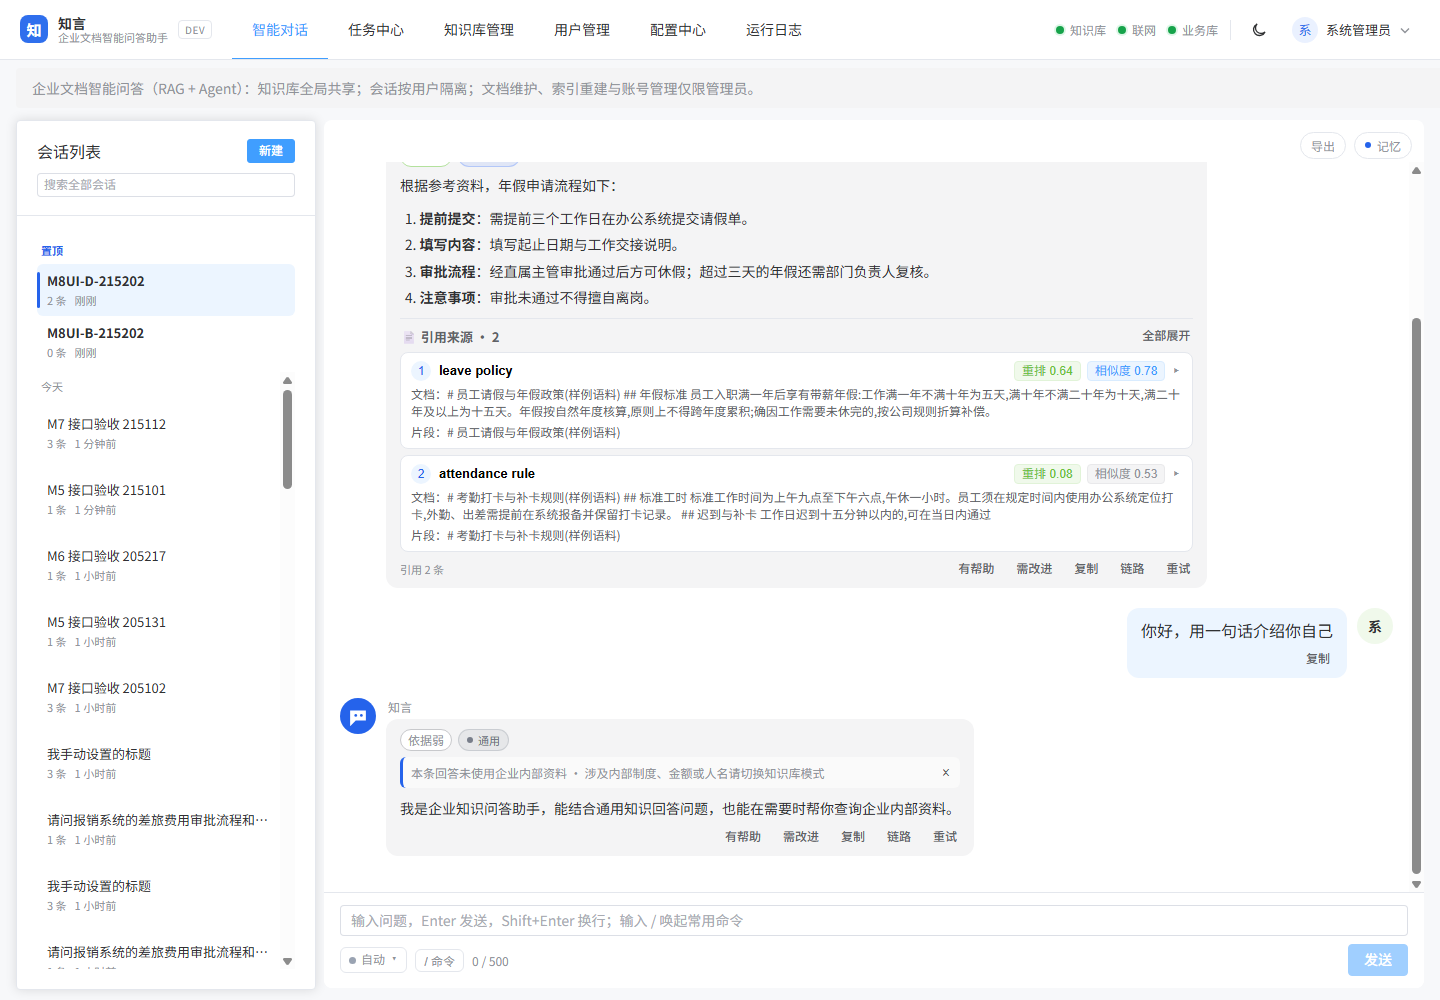 知
知言
企业文档智能问答助手
DEV
智能对话
任务中心
知识库管理
用户管理
配置中心
运行日志
知识库
联网
业务库
系
系统管理员
企业文档智能问答（RAG + Agent）：知识库全局共享；会话按用户隔离；文档维护、索引重建与账号管理仅限管理员。
会话列表
新建
搜索全部会话
置顶
M8UI-D-215202
2 条 刚刚
M8UI-B-215202
0 条 刚刚
今天
M7 接口验收 215112
3 条 1 分钟前
M5 接口验收 215101
1 条 1 分钟前
M6 接口验收 205217
1 条 1 小时前
M5 接口验收 205131
1 条 1 小时前
M7 接口验收 205102
3 条 1 小时前
我手动设置的标题
3 条 1 小时前
请问报销系统的差旅费用审批流程和…
1 条 1 小时前
我手动设置的标题
3 条 1 小时前
请问报销系统的差旅费用审批流程和…
导出
记忆
根据参考资料，年假申请流程如下：
1. 提前提交：需提前三个工作日在办公系统提交请假单。
2. 填写内容：填写起止日期与工作交接说明。
3. 审批流程：经直属主管审批通过后方可休假；超过三天的年假还需部门负责人复核。
4. 注意事项：审批未通过不得擅自离岗。
引用来源 · 2
全部展开
1 leave policy
重排 0.64
相似度 0.78
文档：# 员工请假与年假政策(样例语料) ## 年假标准 员工入职满一年后享有带薪年假:工作满一年不满十年为五天,满十年不满二十年为十天,满二十
年及以上为十五天。年假按自然年度核算,原则上不得跨年度累积;确因工作需要未休完的,按公司规则折算补偿。
片段：# 员工请假与年假政策(样例语料)
2 attendance rule
重排 0.08
相似度 0.53
文档：# 考勤打卡与补卡规则(样例语料) ## 标准工时 标准工作时间为上午九点至下午六点,午休一小时。员工须在规定时间内使用办公系统定位打
卡,外勤、出差需提前在系统报备并保留打卡记录。 ## 迟到与补卡 工作日迟到十五分钟以内的,可在当日内通过
片段：# 考勤打卡与补卡规则(样例语料)
引用 2 条
有帮助
需改进
复制
链路
重试
你好，用一句话介绍你自己
复制
系
知言
依据弱
通用
本条回答未使用企业内部资料 · 涉及内部制度、金额或人名请切换知识库模式
x
我是企业知识问答助手，能结合通用知识回答问题，也能在需要时帮你查询企业内部资料。
有帮助
需改进
复制
链路
重试
输入问题，Enter 发送，Shift+Enter 换行；输入 / 唤起常用命令
自动
/ 命令
0 / 500
发送